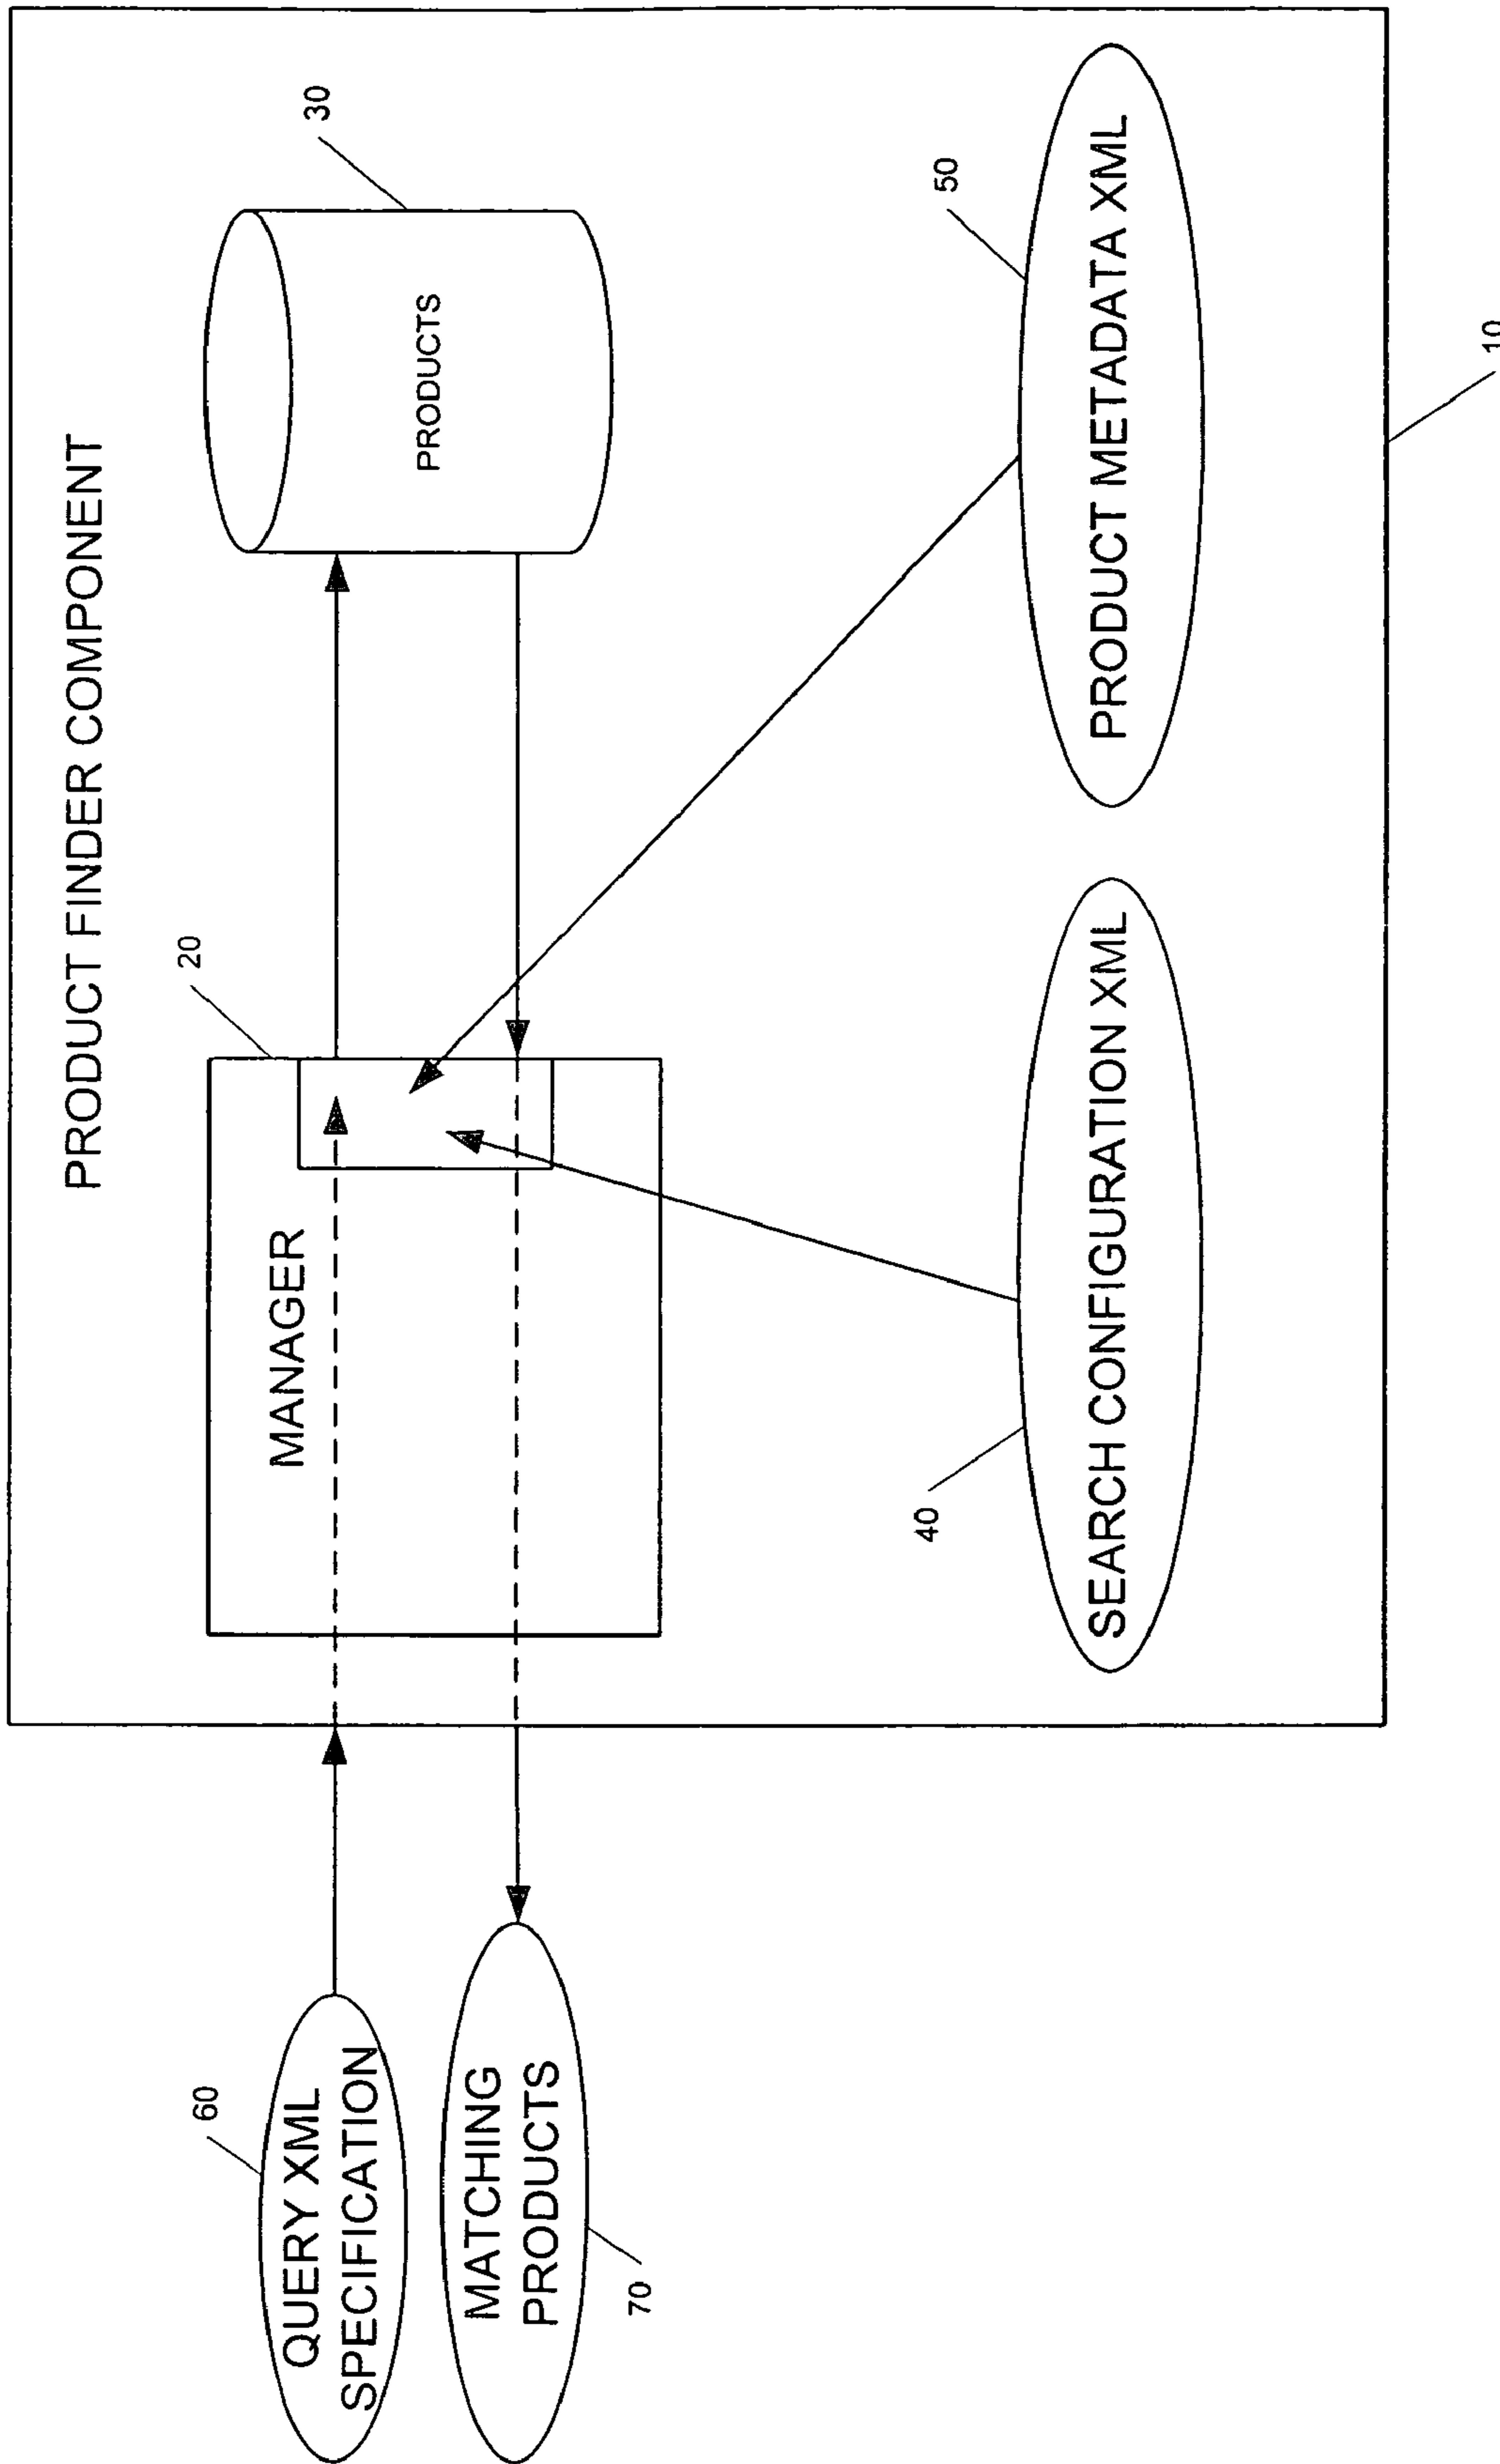 PRODUCT FINDER COMPONENT
60
QUERY XML
SPECIFICATION
MATCHING
PRODUCTS
70
MANAGER
20
30
PRODUCTS
40
SEARCH CONFIGURATION XML
50
PRODUCT METADATA XML
10